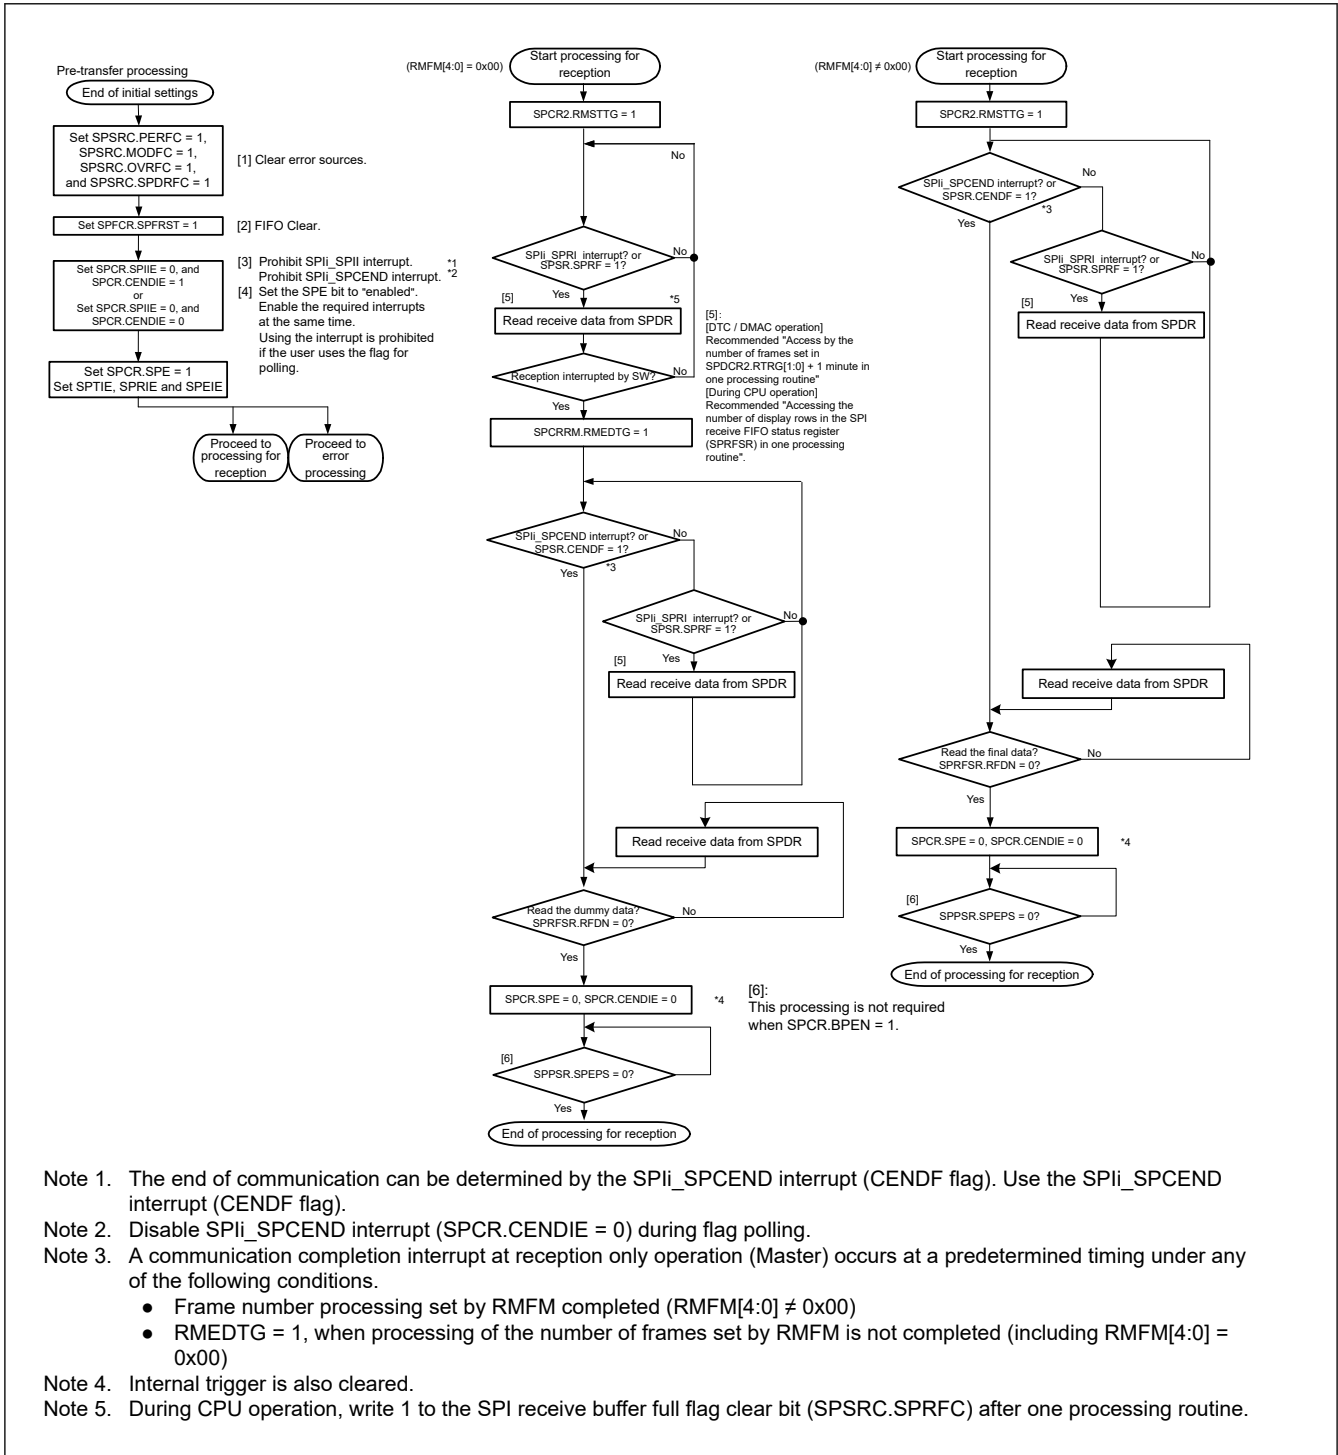 Pre-transfer processing
End of initial settings
Set SPSRC.PERFC = 1,
SPSRC.MODFC = 1,
SPSRC.OVRFC = 1,
and SPSRC.SPDRFC = 1
[1] Clear error sources.
Set SPFCR.SPFRST = 1
[2] FIFO Clear.
Set SPCR.SPIIE = 0, and
SPCR.CENDIE = 1
or
Set SPCR.SPIIE = 0, and
SPCR.CENDIE = 0
[3] Prohibit SPIi_SPII interrupt. *1
Prohibit SPIi_SPCEND interrupt. *2
[4] Set the SPE bit to "enabled".
Enable the required interrupts
at the same time.
Using the interrupt is prohibited
if the user uses the flag for
polling.
Set SPCR.SPE = 1
Set SPTIE, SPRIE and SPEIE
Proceed to
processing for
reception
Proceed to
error
processing
(RMFM[4:0] = 0x00)
Start processing for
reception
SPCR2.RMSTTG = 1
No
SPIi_SPRI interrupt? or
SPSR.SPRF = 1?
No
Yes
[5]
*5
Read receive data from SPDR
Reception interrupted by SW?
No
Yes
SPCRRM.RMEDTG = 1
[5]:
[DTC / DMAC operation]
Recommended "Access by the
number of frames set in
SPDCR2.RTRG[1:0] + 1 minute in
one processing routine"
[During CPU operation]
Recommended "Accessing the
number of display rows in the SPI
receive FIFO status register
(SPRFSR) in one processing
routine".
SPIi_SPCEND interrupt? or
SPSR.CENDF = 1?
No
Yes
*3
SPIi_SPRI interrupt? or
SPSR.SPRF = 1?
No
Yes
[5]
Read receive data from SPDR
Read receive data from SPDR
Read the dummy data?
SPRFSR.RFDN = 0?
No
Yes
SPCR.SPE = 0, SPCR.CENDIE = 0
*4
[6]:
This processing is not required
when SPCR.BPEN = 1.
[6]
SPPSR.SPEPS = 0?
Yes
End of processing for reception
(RMFM[4:0] ≠ 0x00)
Start processing for
reception
SPCR2.RMSTTG = 1
SPIi_SPCEND interrupt? or
SPSR.CENDF = 1?
No
*3
Yes
SPIi_SPRI interrupt? or
SPSR.SPRF = 1?
No
Yes
[5]
Read receive data from SPDR
Read receive data from SPDR
Read the final data?
SPRFSR.RFDN = 0?
No
Yes
SPCR.SPE = 0, SPCR.CENDIE = 0
*4
[6]
SPPSR.SPEPS = 0?
Yes
End of processing for reception
Note 1. The end of communication can be determined by the SPIi_SPCEND interrupt (CENDF flag). Use the SPIi_SPCEND
interrupt (CENDF flag).
Note 2. Disable SPIi_SPCEND interrupt (SPCR.CENDIE = 0) during flag polling.
Note 3. A communication completion interrupt at reception only operation (Master) occurs at a predetermined timing under any
of the following conditions.
● Frame number processing set by RMFM completed (RMFM[4:0] ≠ 0x00)
● RMEDTG = 1, when processing of the number of frames set by RMFM is not completed (including RMFM[4:0] =
0x00)
Note 4. Internal trigger is also cleared.
Note 5. During CPU operation, write 1 to the SPI receive buffer full flag clear bit (SPSRC.SPRFC) after one processing routine.